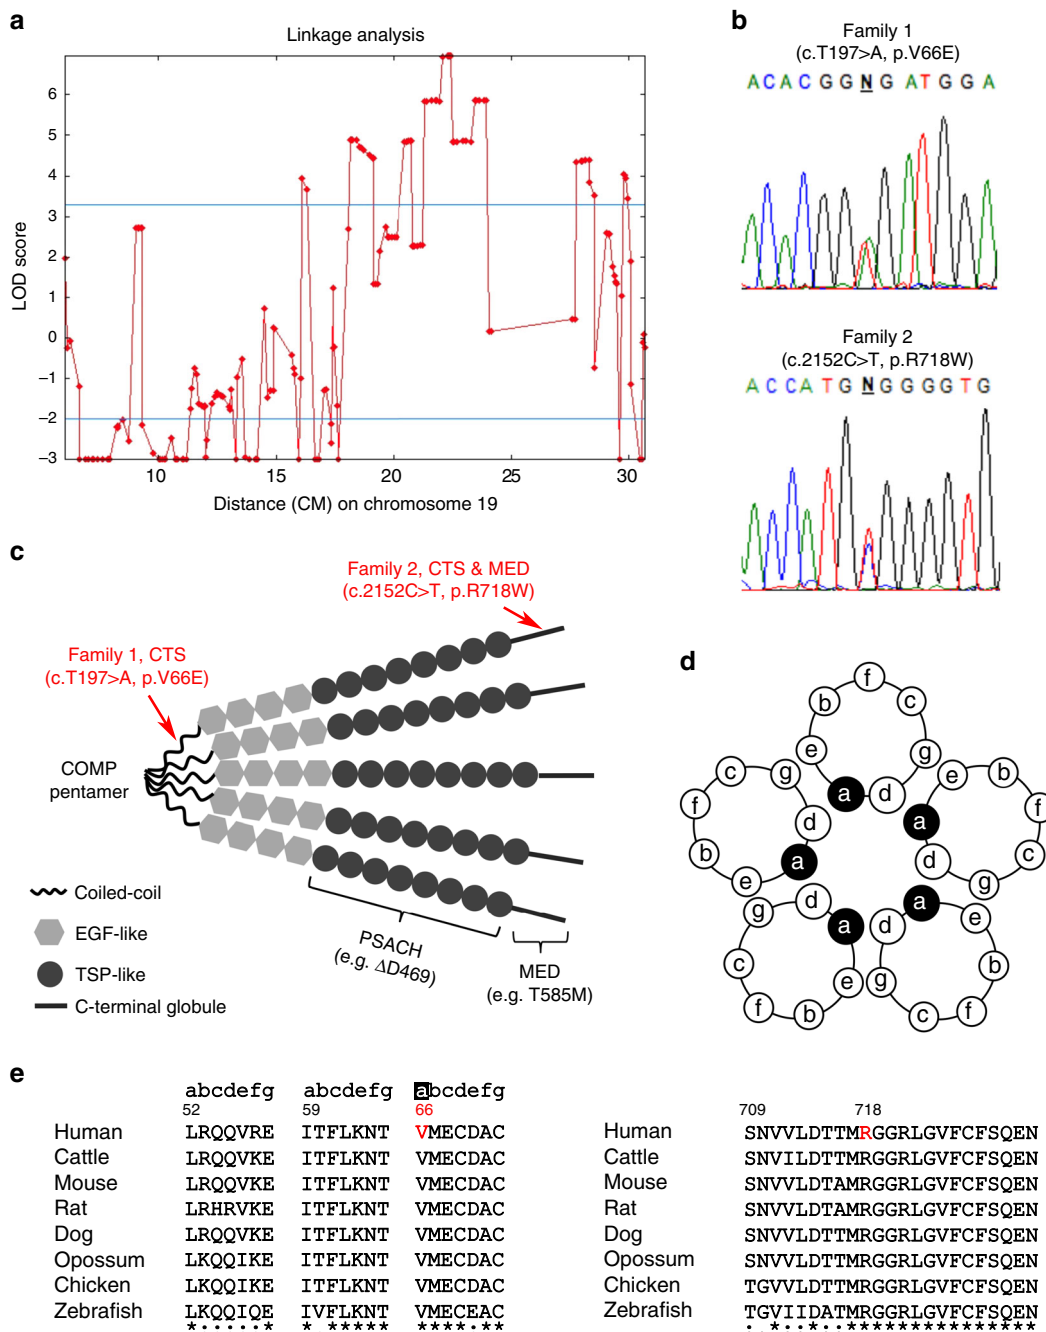 a
Linkage analysis
LOD score
6
5
4
3
2
1
0
−1
−2
−3
10 15 20 25 30
Distance (CM) on chromosome 19
b
Family 1
(c.T197>A, p.V66E)
A C A C G G N G A T G G A
Family 2
(c.2152C>T, p.R718W)
A C C A T G N G G G G T G
c
Family 2, CTS & MED
(c.2152C>T, p.R718W)
Family 1, CTS
(c.T197>A, p.V66E)
COMP
pentamer
Coiled-coil
EGF-like
TSP-like
C-terminal globule
PSACH
(e.g. ΔD469)
MED
(e.g. T585M)
d
a b c d e f g
a b c d e f g
a b c d e f g
a b c d e f g
a b c d e f g
e
abcdefg abcdefg abcdefg
52 59 66
Human LRQQVRE ITFLKNT VMECDAC
Cattle LRQQVKE ITFLKNT VMECDAC
Mouse LRQQVKE ITFLKNT VMECDAC
Rat LRHRVKE ITFLKNT VMECDAC
Dog LRQQVKE ITFLKNT VMECDAC
Opossum LKQQIKE ITFLKNT VMECDAC
Chicken LKQQIKE ITFLKNT VMECDAC
Zebrafish LKQQIQE IVFLKNT VMECEAC
*.**..* * ***** ****.**
709 718
Human SNVVLDTTMRGGRLGVFCFSQEN
Cattle SNVILDTTMRGGRLGVFCFSQEN
Mouse SNVVLDTAMRGGRLGVFCFSQEN
Rat SNVVLDTAMRGGRLGVFCFSQEN
Dog SNVVLDTTMRGGRLGVFCFSQEN
Opossum SNVVLDTTMRGGRLGVFCFSQEN
Chicken TGVVLDTTMRGGRLGVFCFSQEN
Zebrafish TGVIIDATMRGGRLGVFCFSQEN